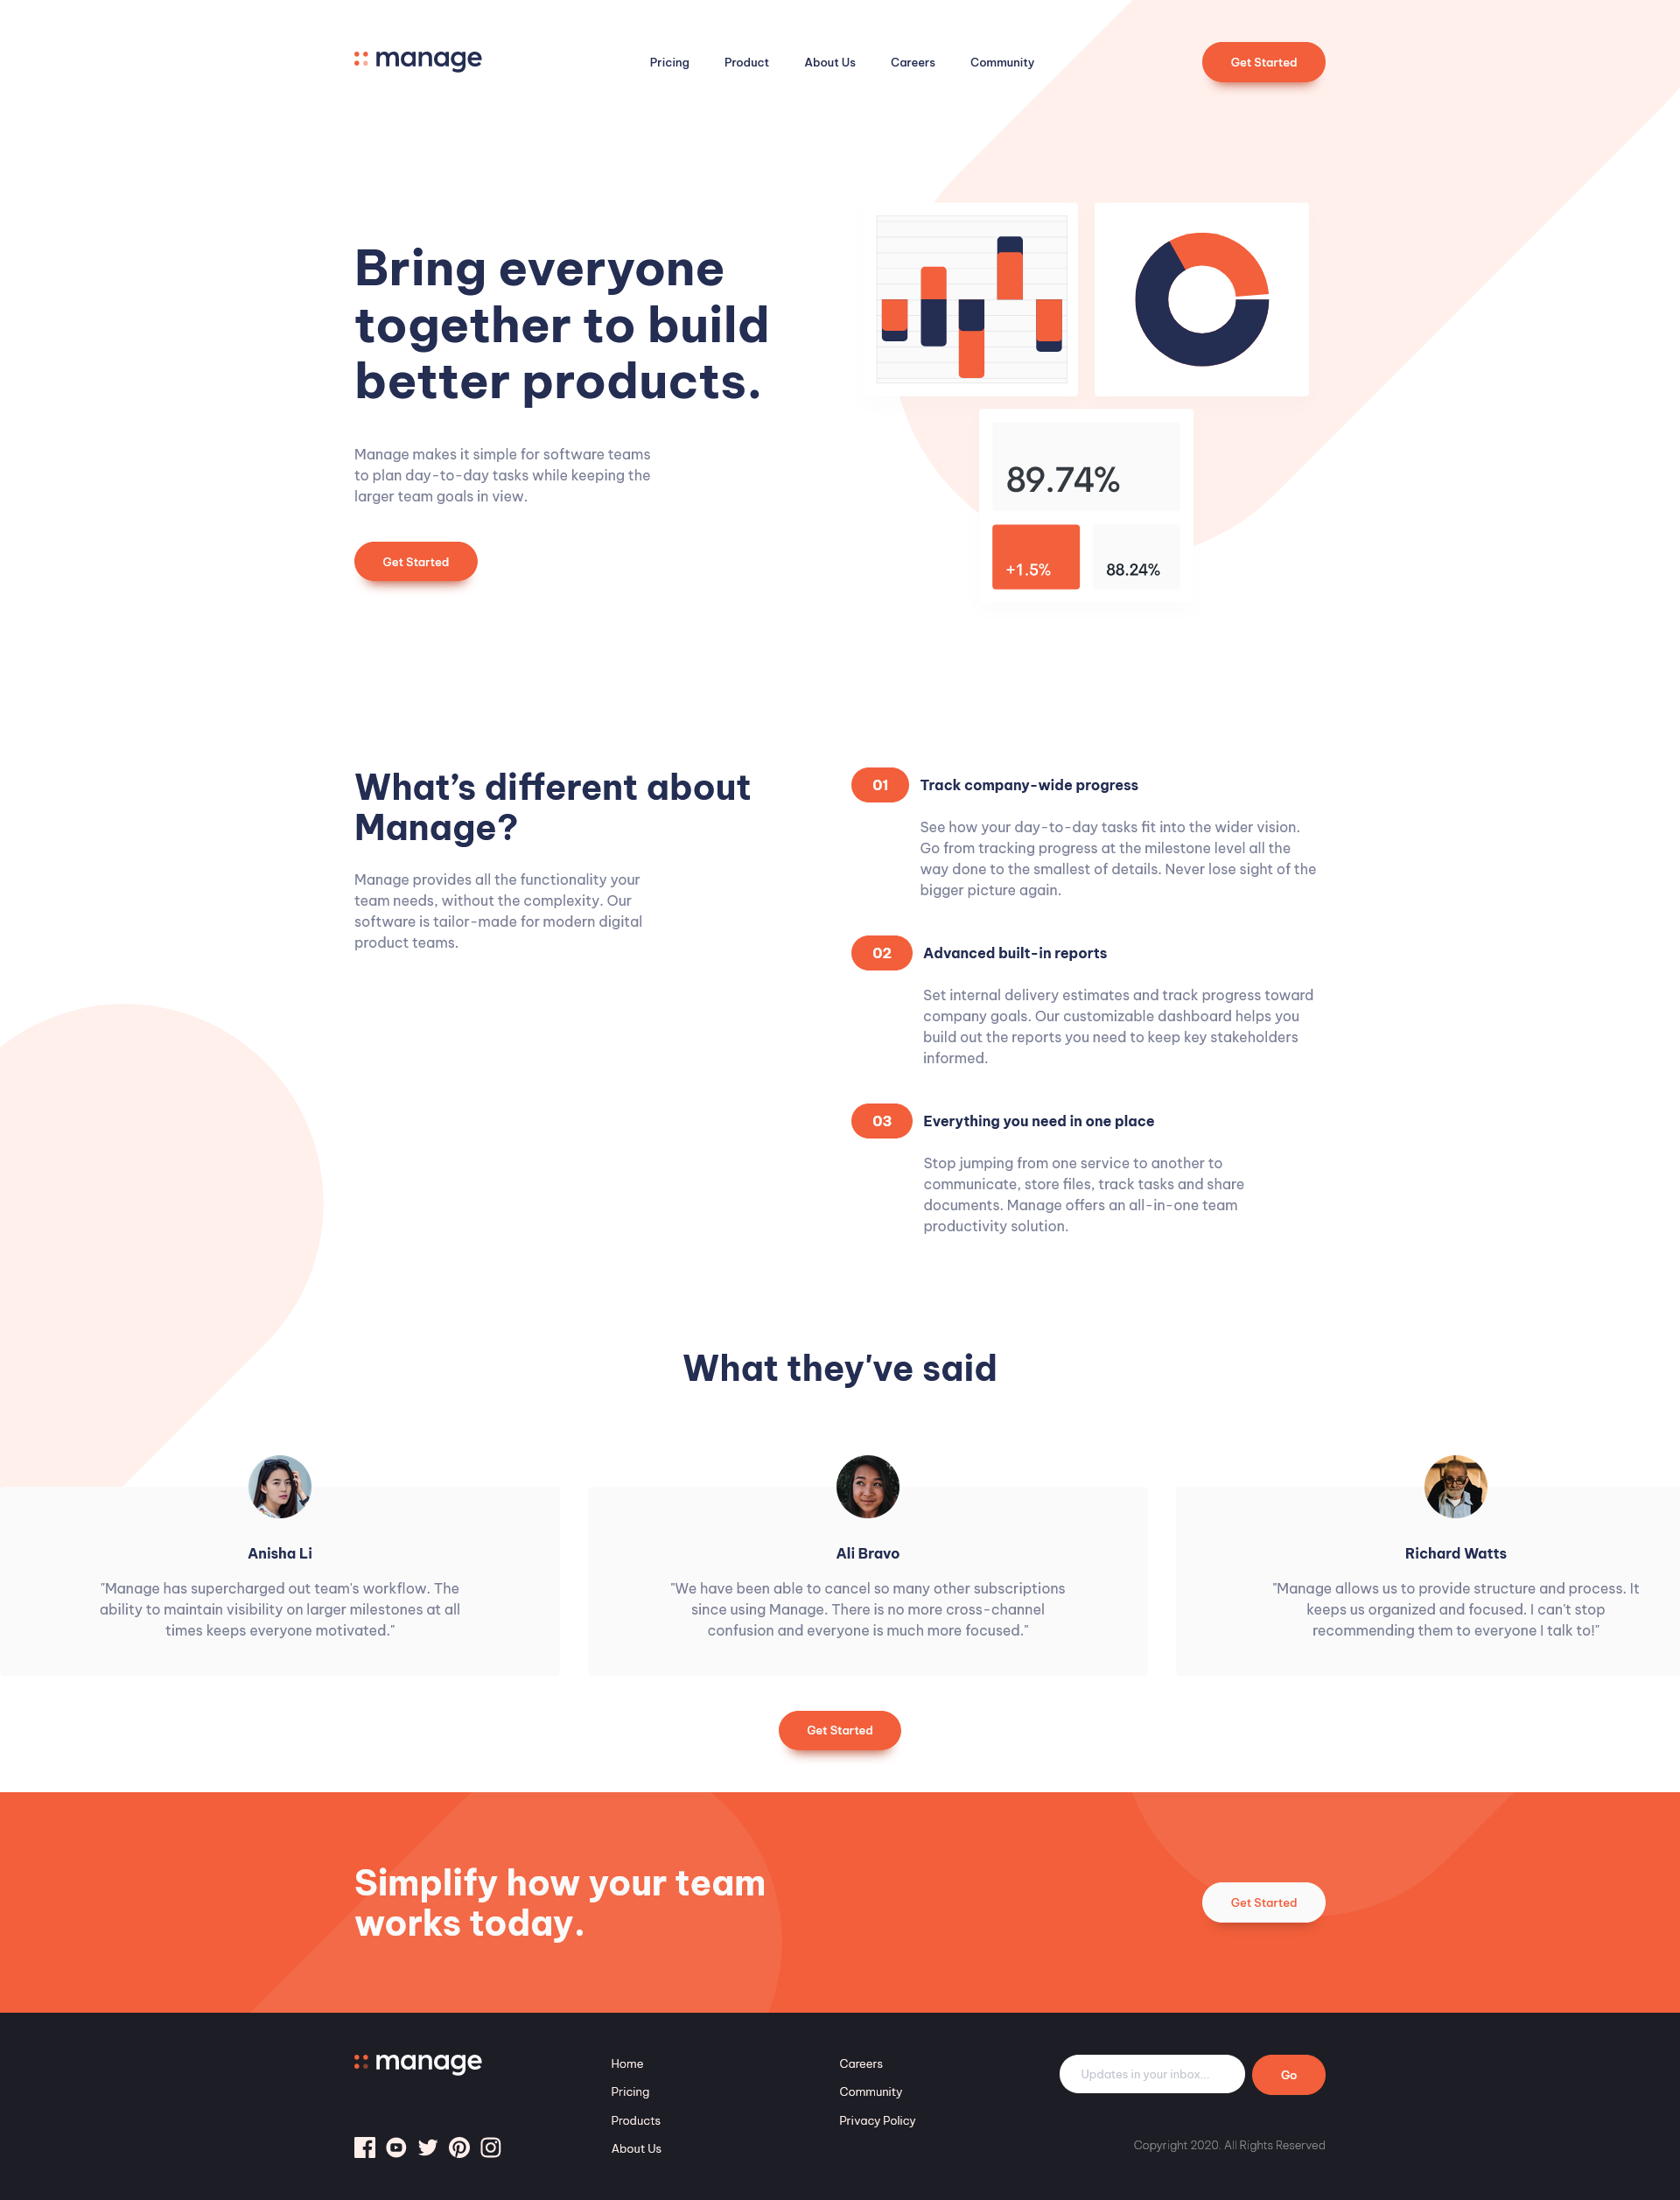 manage
Pricing
Product
About Us
Careers
Community
Get Started
Bring everyone
together to build
better products.
Manage makes it simple for software teams
to plan day-to-day tasks while keeping the
larger team goals in view.
Get Started
89.74%
+1.5%
88.24%
What’s different about
Manage?
Manage provides all the functionality your
team needs, without the complexity. Our
software is tailor-made for modern digital
product teams.
01
Track company-wide progress
See how your day-to-day tasks fit into the wider vision.
Go from tracking progress at the milestone level all the
way done to the smallest of details. Never lose sight of the
bigger picture again.
02
Advanced built-in reports
Set internal delivery estimates and track progress toward
company goals. Our customizable dashboard helps you
build out the reports you need to keep key stakeholders
informed.
03
Everything you need in one place
Stop jumping from one service to another to
communicate, store files, track tasks and share
documents. Manage offers an all-in-one team
productivity solution.
What they've said
Anisha Li
"Manage has supercharged out team's workflow. The
ability to maintain visibility on larger milestones at all
times keeps everyone motivated."
Ali Bravo
"We have been able to cancel so many other subscriptions
since using Manage. There is no more cross-channel
confusion and everyone is much more focused."
Richard Watts
"Manage allows us to provide structure and process. It
keeps us organized and focused. I can't stop
recommending them to everyone I talk to!"
Get Started
Simplify how your team
works today.
Get Started
manage
Home
Pricing
Products
About Us
Careers
Community
Privacy Policy
Updates in your inbox...
Go
Copyright 2020. All Rights Reserved